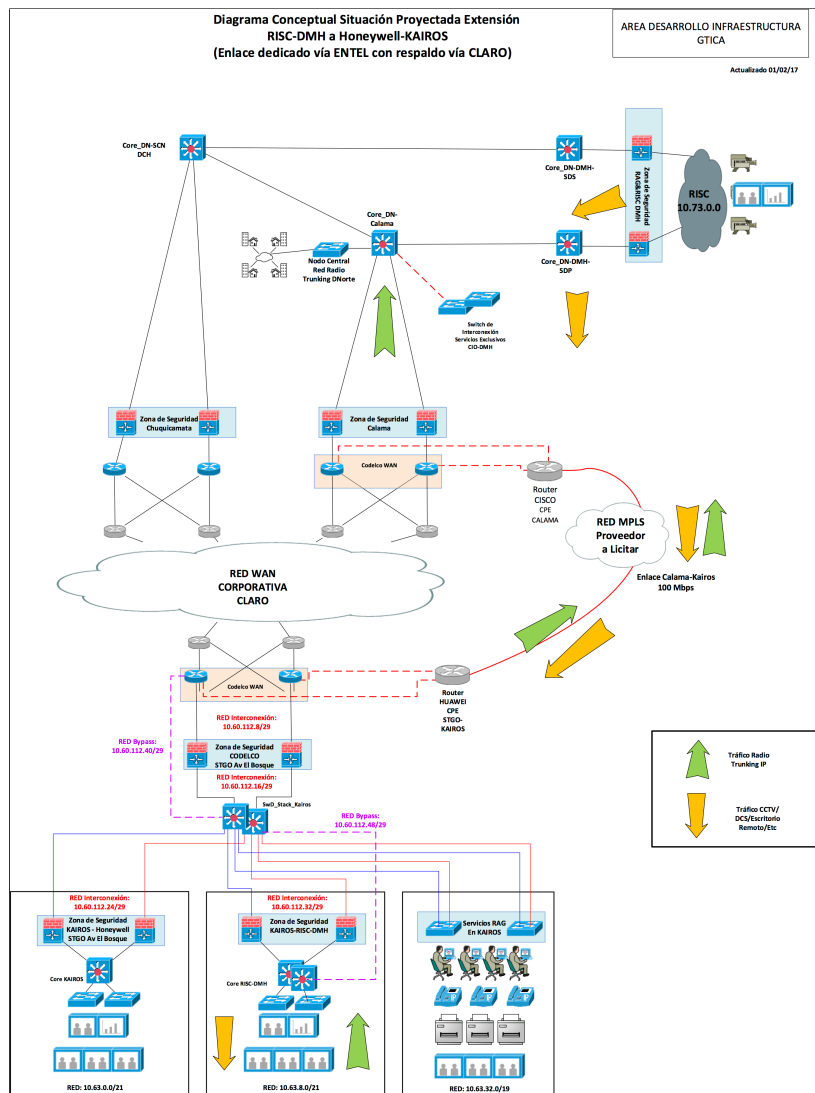 Diagrama Conceptual Situación Proyectada Extensión
RISC-DMH a Honeywell-KAIROS
(Enlace dedicado vía ENTEL con respaldo vía CLARO)
AREA DESARROLLO INFRAESTRUCTURA
GTICA
Actualizado 01/02/17
Core_DN-SCN
DCH
Core_DN-DMH-
SDS
Zona de Seguridad
RAG&RISC DMH
RISC
10.73.0.0
Core_DN-
Calama
Nodo Central
Red Radio
Trunking DNorte
Core_DN-DMH-
SDP
Switch de
Interconexión
Servicios Exclusivos
CIO-DMH
Zona de Seguridad
Chuquicamata
Zona de Seguridad
Calama
Codelco WAN
Router
CISCO
CPE
CALAMA
RED MPLS
Proveedor
a Licitar
Enlace Calama-Kairos
100 Mbps
RED WAN
CORPORATIVA
CLARO
Codelco WAN
Router
HUAWEI
CPE
STGO-
KAIROS
RED Interconexión:
10.60.112.8/29
RED Bypass:
10.60.112.40/29
Zona de Seguridad
CODELCO
STGO Av El Bosque
RED Interconexión:
10.60.112.16/29
SwD_Stack_Kairos
RED Bypass:
10.60.112.48/29
Tráfico Radio
Trunking IP
Tráfico CCTV/
DCS/Escritorio
Remoto/Etc
RED Interconexión:
10.60.112.24/29
Zona de Seguridad
KAIROS - Honeywell
STGO Av El Bosque
Core KAIROS
RED: 10.63.0.0/21
RED Interconexión:
10.60.112.32/29
Zona de Seguridad
KAIROS-RISC-DMH
Core RISC-DMH
RED: 10.63.8.0/21
Servicios RAG
En KAIROS
RED: 10.63.32.0/19